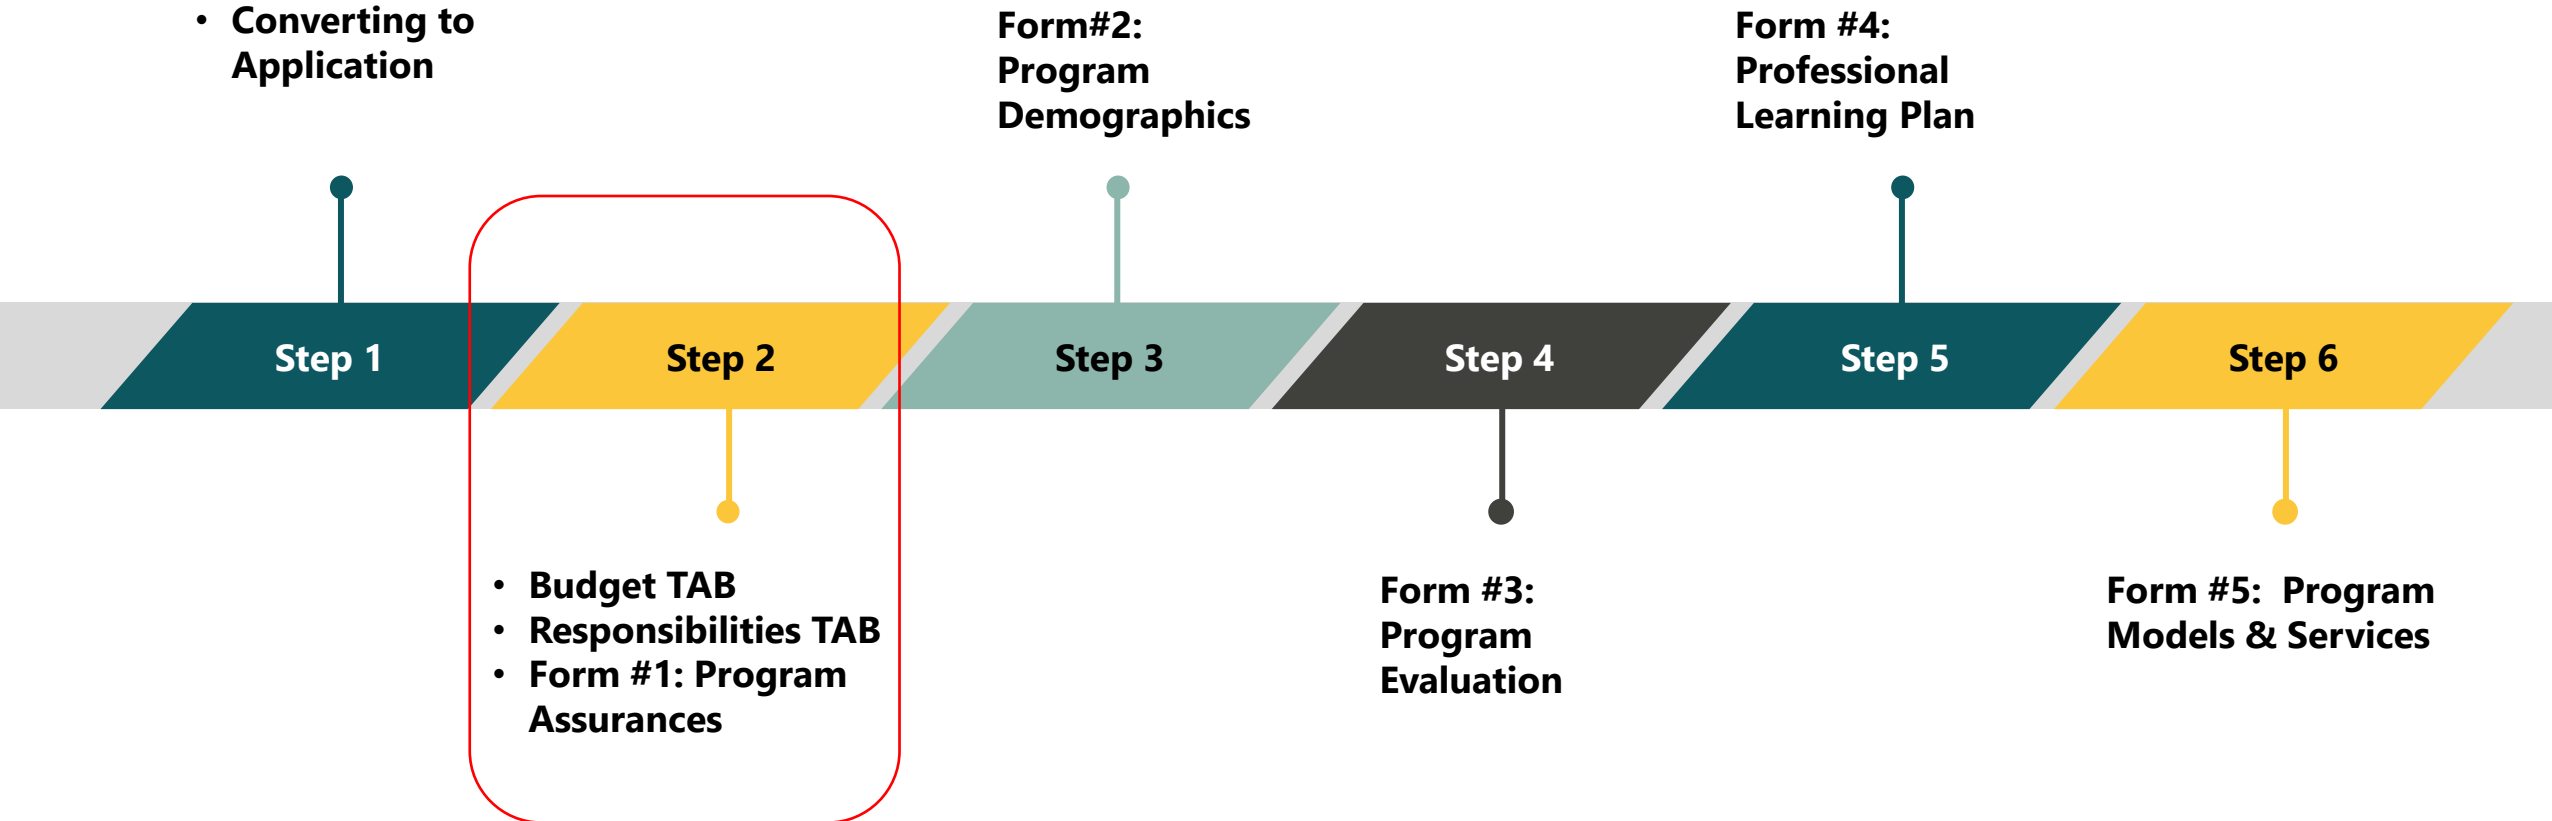 • Converting to
Application
Form#2:
Program
Demographics
Form #4:
Professional
Learning Plan
Step 1
Step 2
Step 3
Step 4
Step 5
Step 6
• Budget TAB
• Responsibilities TAB
• Form #1: Program
Assurances
Form #3:
Program
Evaluation
Form #5:  Program
Models & Services